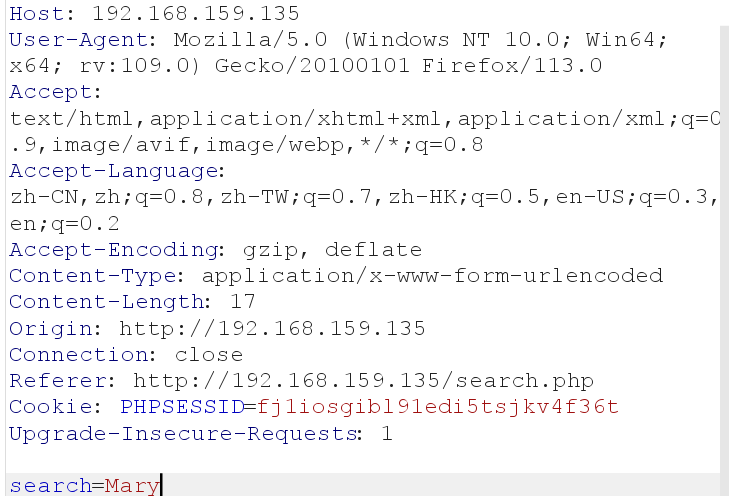 Host: 192.168.159.135
User-Agent: Mozilla/5.0 (Windows NT 10.0; Win64;
x64; rv:109.0) Gecko/20100101 Firefox/113.0
Accept:
text/html,application/xhtml+xml,application/xml;q=0
.9,image/avif,image/webp,*/*;q=0.8
Accept-Language:
zh-CN,zh;q=0.8,zh-TW;q=0.7,zh-HK;q=0.5,en-US;q=0.3,
en;q=0.2
Accept-Encoding: gzip, deflate
Content-Type: application/x-www-form-urlencoded
Content-Length: 17
Origin: http://192.168.159.135
Connection: close
Referer: http://192.168.159.135/search.php
Cookie: PHPSESSID=fj1iosgibl91edi5tsjkv4f36t
Upgrade-Insecure-Requests: 1
search=Mary